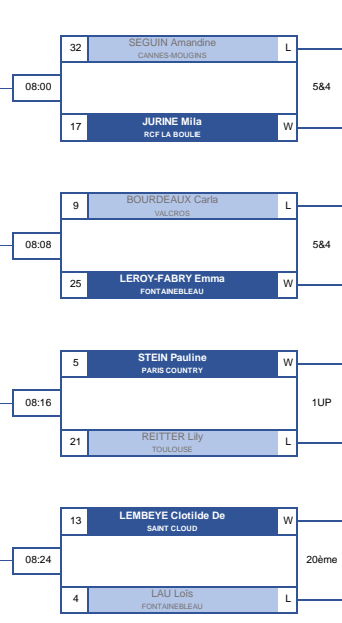 32 SEGUIN Amandine L
CANNES-MOUGINS
08:00 5&4
17 JURINE Mila W
RCF LA BOULIE
9 BOURDEAUX Carla L
VALCROS
08:08 5&4
25 LEROY-FABRY Emma W
FONTAINEBLEAU
5 STEIN Pauline W
PARIS COUNTRY
08:16 1UP
21 REITTER Lily L
TOULOUSE
13 LEMBEYE Clotilde De W
SAINT CLOUD
08:24 20ème
4 LAU Loïs L
FONTAINEBLEAU